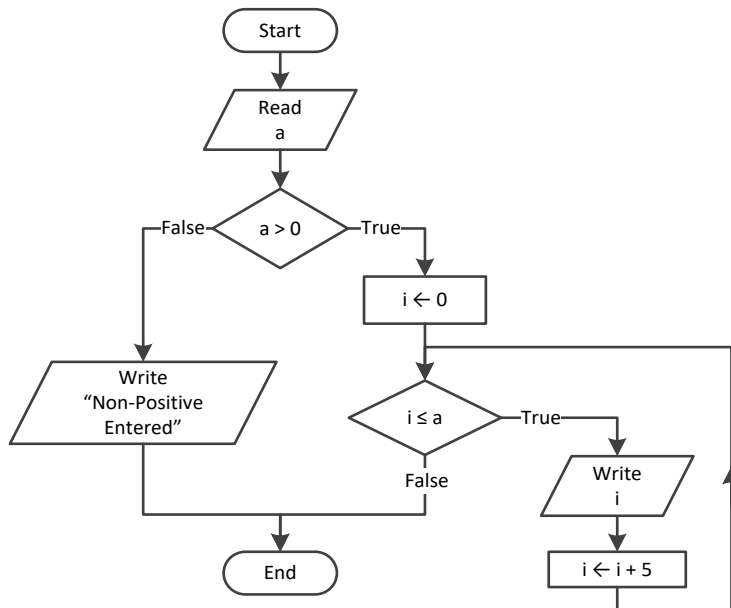 Start
Read
a
a > 0
False
True
i ← 0
Write
“Non-Positive
Entered”
i ≤ a
True
False
Write
i
i ← i + 5
End